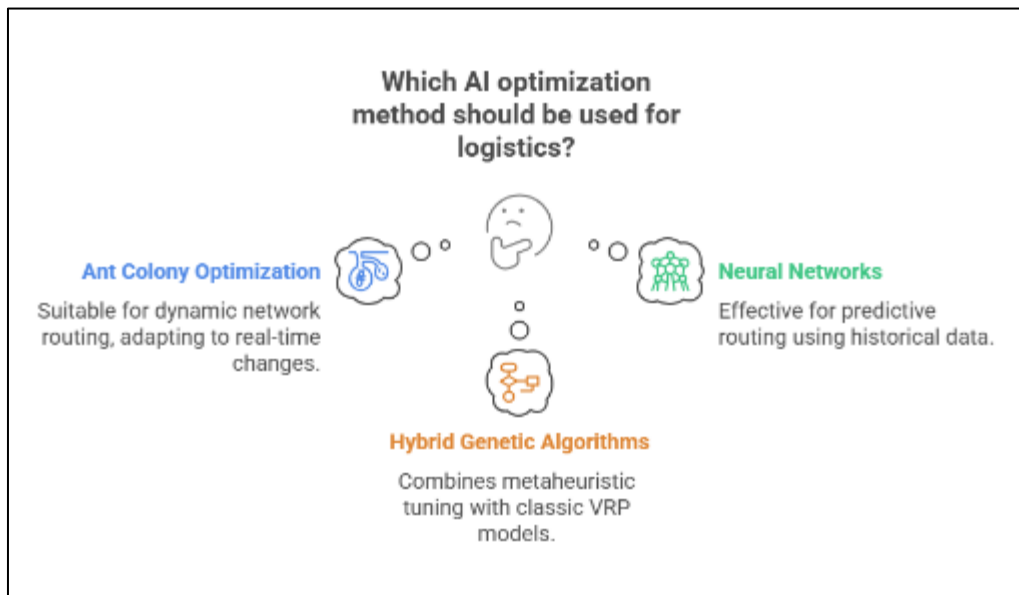 Which AI optimization
method should be used for
logistics?
Ant Colony Optimization
Suitable for dynamic network
routing, adapting to real-time
changes.
Neural Networks
Effective for predictive
routing using historical data.
Hybrid Genetic Algorithms
Combines metaheuristic
tuning with classic VRP
models.